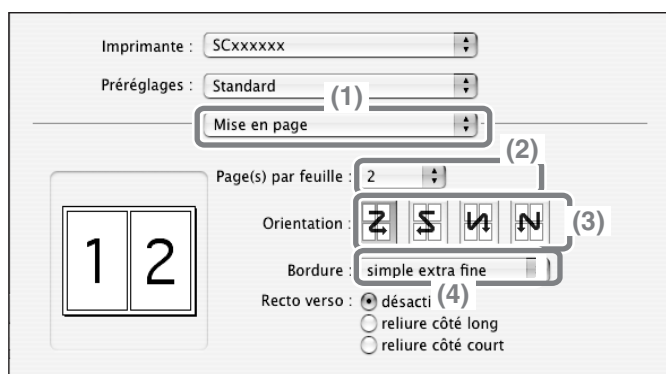 Imprimante : SCxxxxxx
Préréglages : Standard
(1)
Mise en page
(2)
Page(s) par feuille : 2
Orientation :
(3)
Bordure : simple extra fine
Recto verso : désacti
(4)
reliure côté long
reliure côté court
1 2